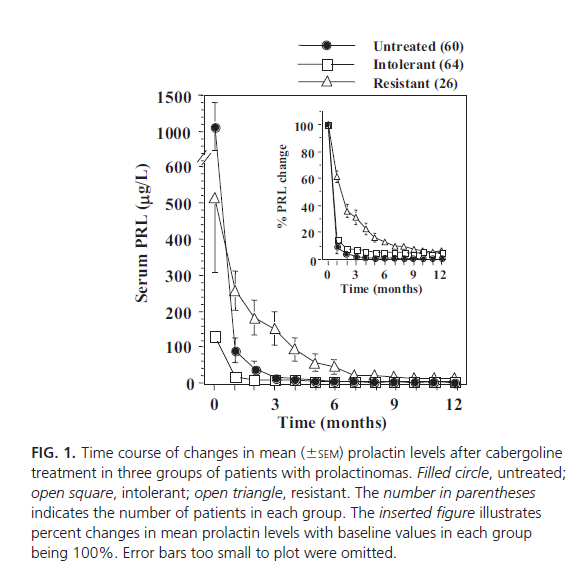 Untreated (60)
Intolerant (64)
Resistant (26)
1500
1000
600
500
400
300
200
100
0
Serum PRL (µg/L)
0 3 6 9 12
Time (months)
100
80
60
40
20
0
% PRL change
0 3 6 9 12
Time (months)
FIG. 1. Time course of changes in mean (±SEM) prolactin levels after cabergoline
treatment in three groups of patients with prolactinomas. Filled circle, untreated;
open square, intolerant; open triangle, resistant. The number in parentheses
indicates the number of patients in each group. The inserted figure illustrates
percent changes in mean prolactin levels with baseline values in each group
being 100%. Error bars too small to plot were omitted.